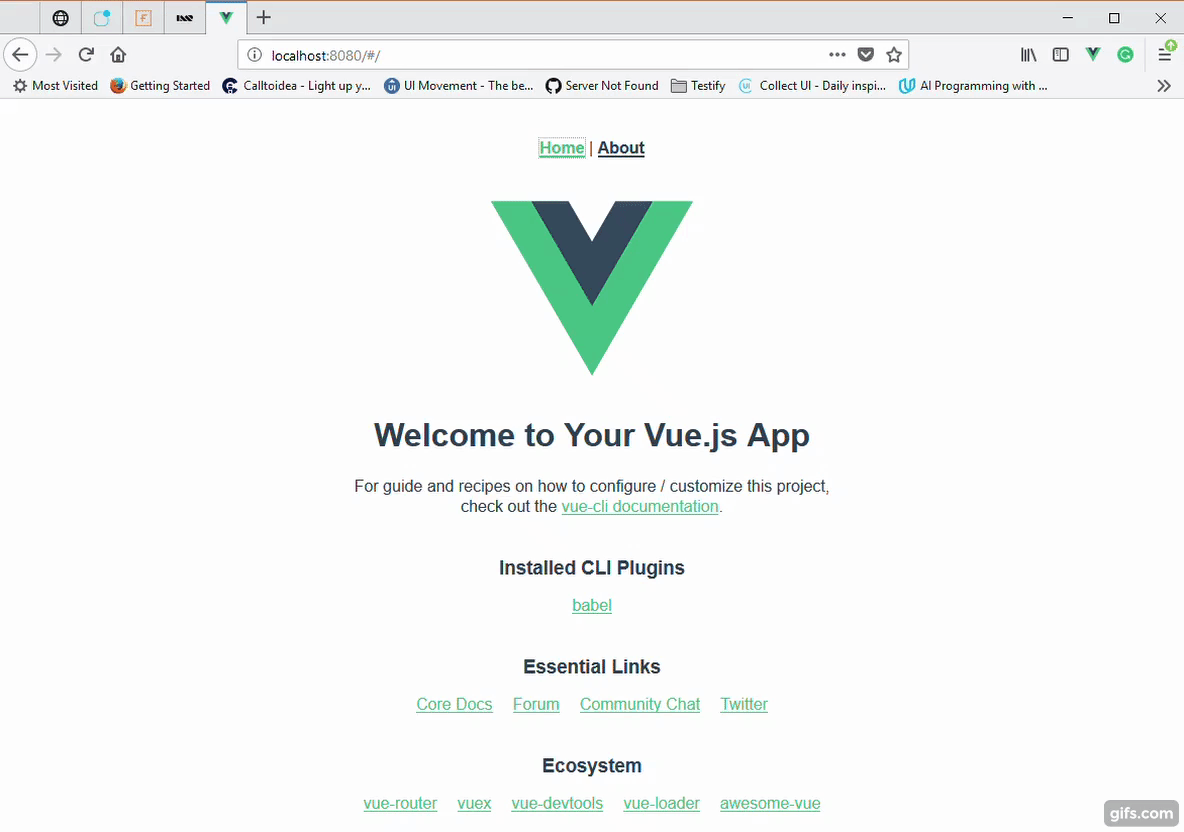 localhost:8080/#/
Most Visited Getting Started Calltoidea - Light up y... UI Movement - The be... Server Not Found Testify Collect UI - Daily inspi... AI Programming with ...
Home | About
Welcome to Your Vue.js App
For guide and recipes on how to configure / customize this project,
check out the vue-cli documentation.
Installed CLI Plugins
babel
Essential Links
Core Docs Forum Community Chat Twitter
Ecosystem
vue-router vuex vue-devtools vue-loader awesome-vue
gifs.com